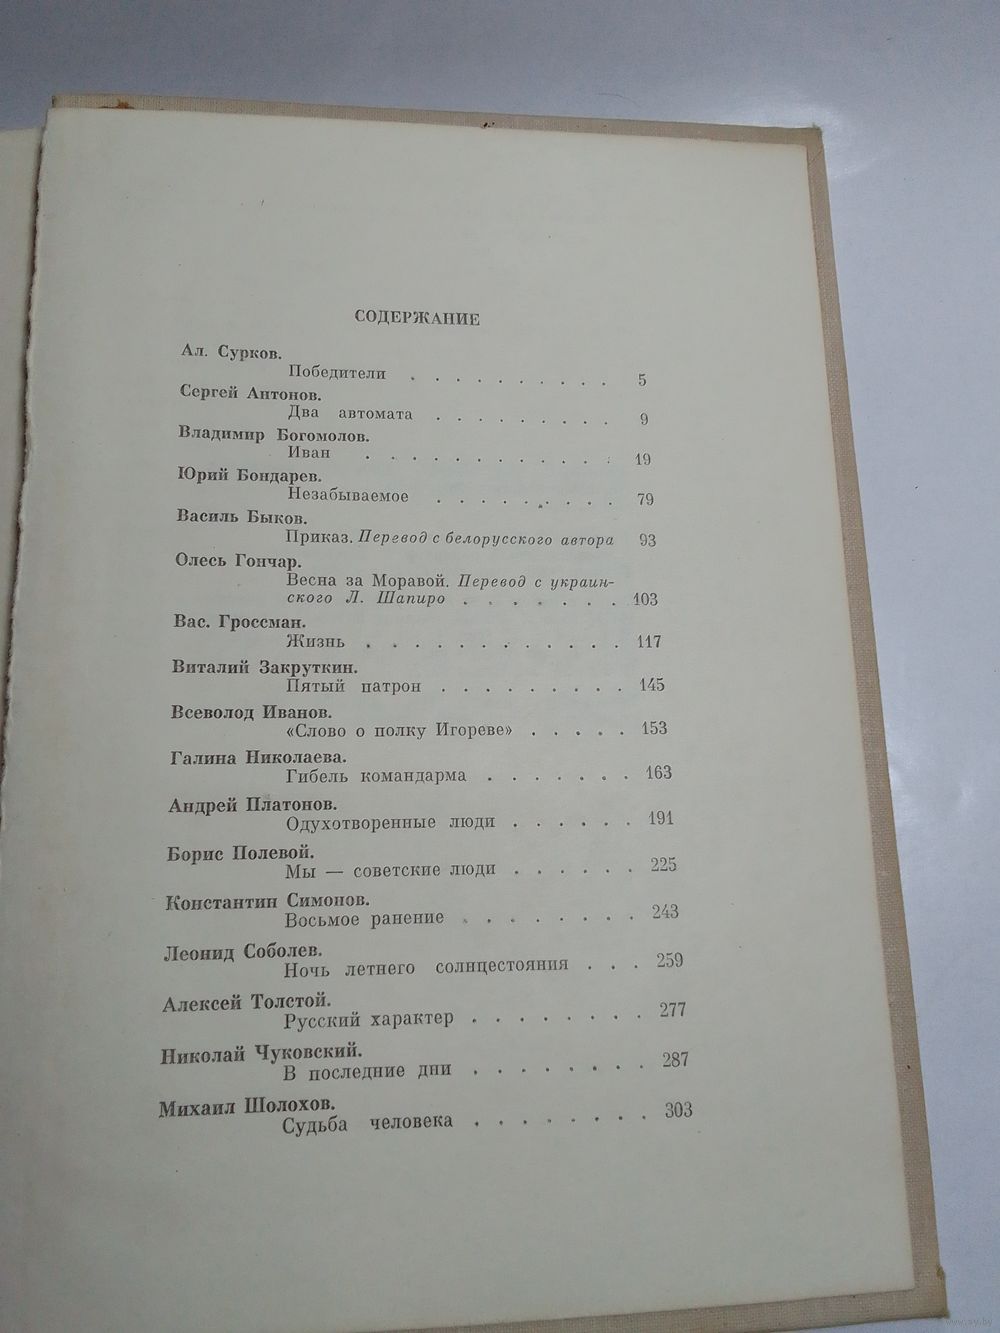 СОДЕРЖАНИЕ
Ал. Сурков.
Победители . . . . . . . . . . 5
Сергей Антонов.
Два автомата . . . . . . . . 9
Владимир Богомолов.
Иван . . . . . . . . . . . 19
Юрий Бондарев.
Незабываемое . . . . . . . . 79
Василь Быков.
Приказ. Перевод с белорусского автора 93
Олесь Гончар.
Весна за Моравой. Перевод с украин-
ского Л. Шапиро . . . . . . . 103
Вас. Гроссман.
Жизнь . . . . . . . . . . . 117
Виталий Закруткин.
Пятый патрон . . . . . . . . 145
Всеволод Иванов.
«Слово о полку Игореве» . . . . . 153
Галина Николаева.
Гибель командарма . . . . . . . 163
Андрей Платонов.
Одухотворенные люди . . . . . . 191
Борис Полевой.
Мы — советские люди . . . . . . 225
Константин Симонов.
Восьмое ранение . . . . . . . . 243
Леонид Соболев.
Ночь летнего солнцестояния . . . 259
Алексей Толстой.
Русский характер . . . . . . . . 277
Николай Чуковский.
В последние дни . . . . . . . . 287
Михаил Шолохов.
Судьба человека . . . . . . . . 303
www.ay.by